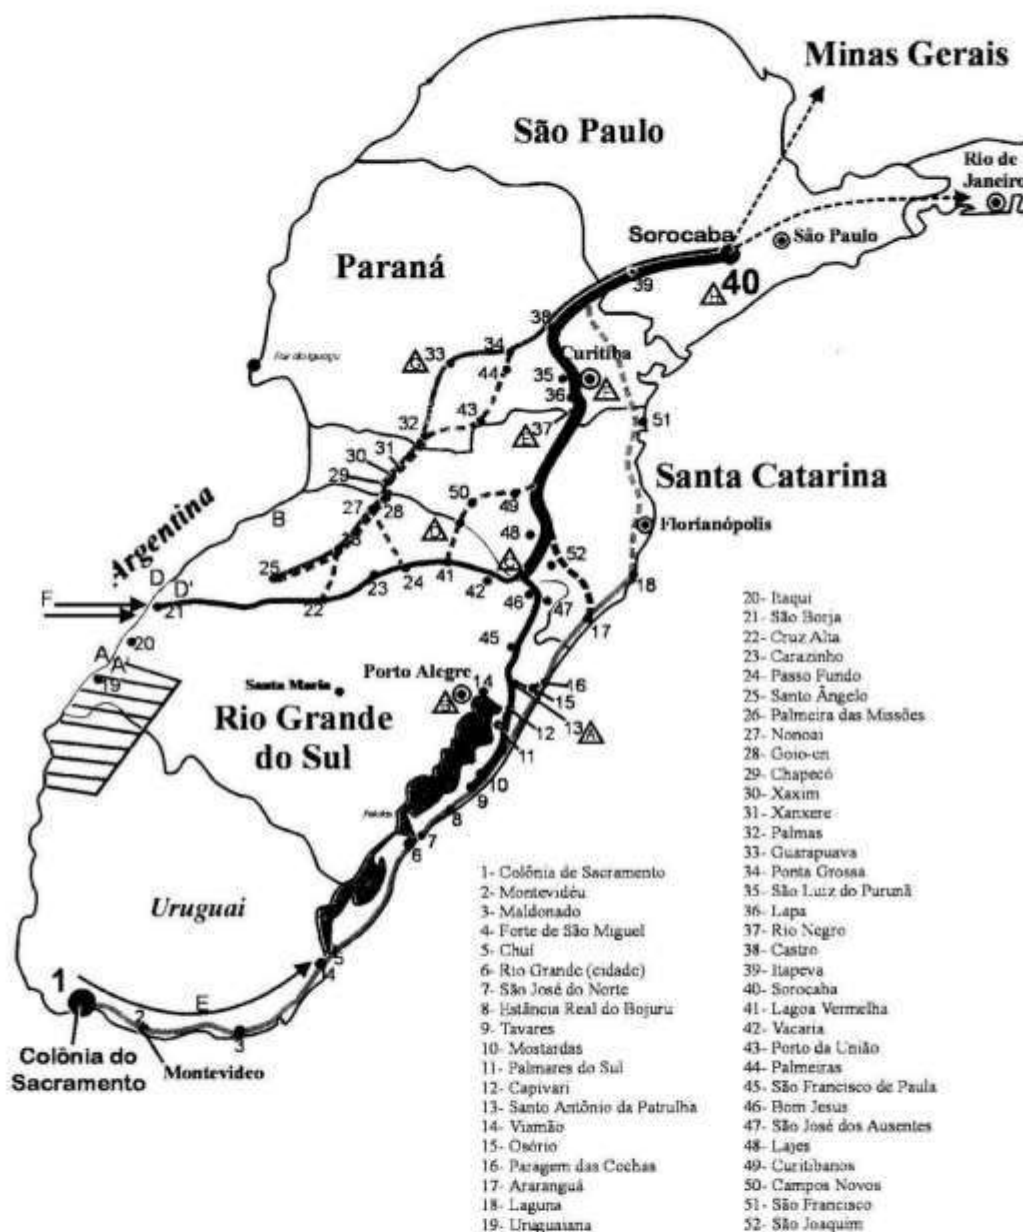 Minas Gerais
São Paulo
Rio de
Janeiro
Sorocaba
São Paulo
Paraná
40
39
38
Foz do Iguaçu
33
34
44
Curitiba
35
36
43
32
37
51
31
30
29
Santa Catarina
Argentina
B
27
28
50
49
48
Florianópolis
25
D
D'
F
21
22
23
24
41
42
52
46
47
18
17
20
A
A'
19
45
Porto Alegre
14
Santa Maria
Rio Grande
do Sul
16
15
13
12
11
10
9
8
7
6
Uruguai
5
4
1
E
2
3
Colônia do
Sacramento
Montevideo
1- Colônia de Sacramento
2- Montevidéu
3- Maldonado
4- Forte de São Miguel
5- Chuí
6- Rio Grande (cidade)
7- São José do Norte
8- Estância Real do Bojuru
9- Tavares
10- Mostardas
11- Palmares do Sul
12- Capivari
13- Santo Antônio da Patrulha
14- Viamão
15- Osório
16- Paragem das Cochas
17- Araranguá
18- Laguna
19- Uruguaiana
20- Itaqui
21- São Borja
22- Cruz Alta
23- Carazinho
24- Passo Fundo
25- Santo Ângelo
26- Palmeira das Missões
27- Nonoai
28- Goio-en
29- Chapecó
30- Xaxim
31- Xanxere
32- Palmas
33- Guarapuava
34- Ponta Grossa
35- São Luiz do Purunã
36- Lapa
37- Rio Negro
38- Castro
39- Itapeva
40- Sorocaba
41- Lagoa Vermelha
42- Vacaria
43- Porto da União
44- Palmeiras
45- São Francisco de Paula
46- Bom Jesus
47- São José dos Ausentes
48- Lajes
49- Curitibanos
50- Campos Novos
51- São Francisco
52- São Joaquim